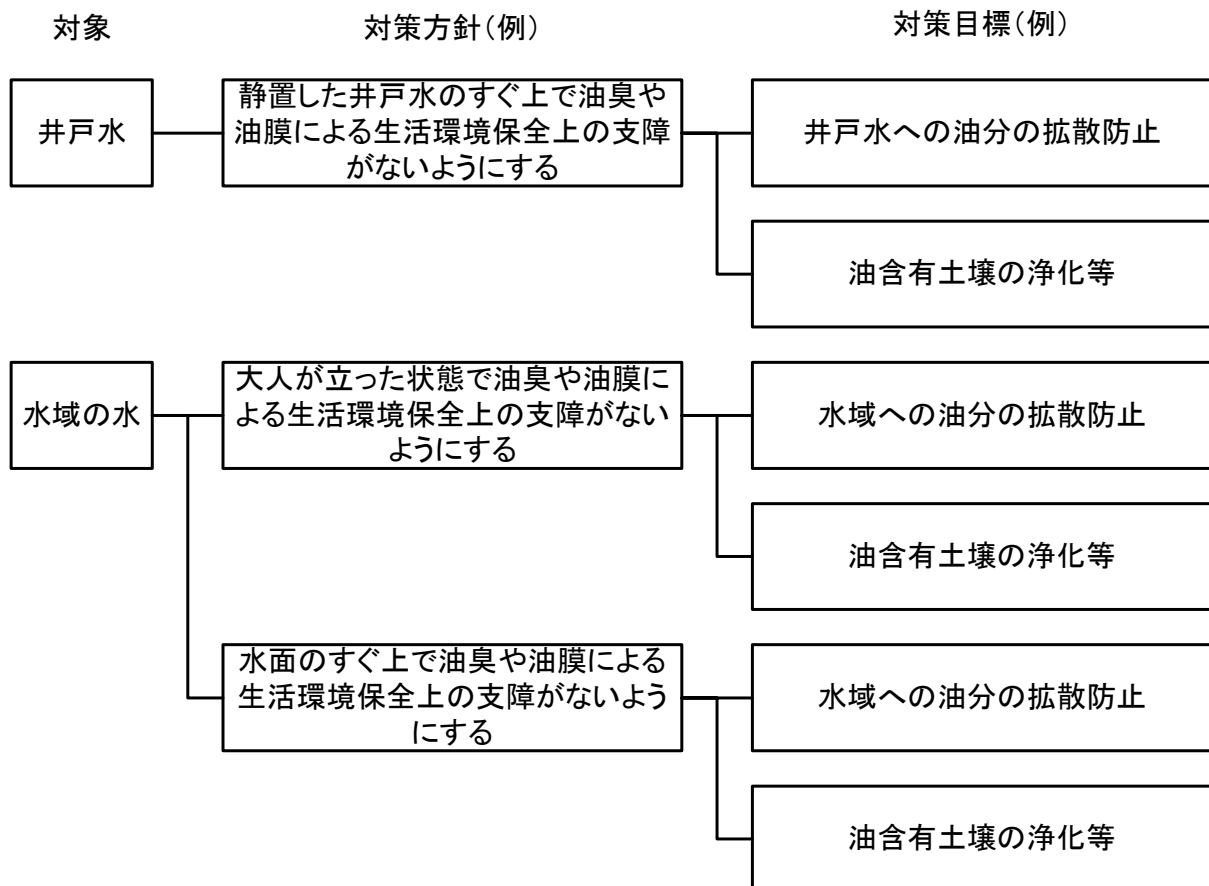 対象
対策方針(例)
対策目標(例)
井戸水
静置した井戸水のすぐ上で油臭や
油膜による生活環境保全上の支障
がないようにする
井戸水への油分の拡散防止
油含有土壌の浄化等
水域の水
大人が立った状態で油臭や油膜に
よる生活環境保全上の支障がない
ようにする
水域への油分の拡散防止
油含有土壌の浄化等
水面のすぐ上で油臭や油膜による
生活環境保全上の支障がないよう
にする
水域への油分の拡散防止
油含有土壌の浄化等